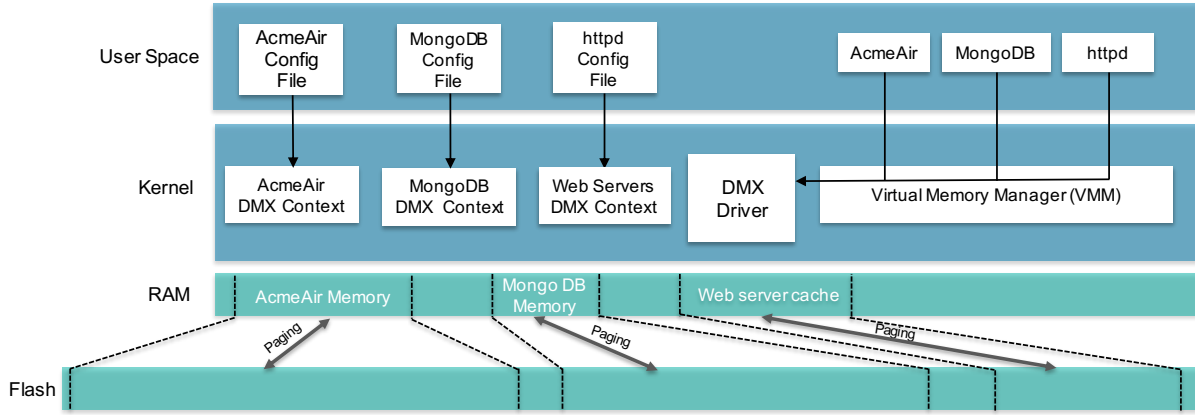 User Space
AcmeAir
Config
File
MongoDB
Config
File
httpd
Config
File
AcmeAir
MongoDB
httpd
Kernel
AcmeAir
DMX Context
MongoDB
DMX Context
Web Servers
DMX Context
DMX
Driver
Virtual Memory Manager (VMM)
RAM
AcmeAir Memory
Mongo DB
Memory
Web server cache
Paging
Paging
Paging
Flash